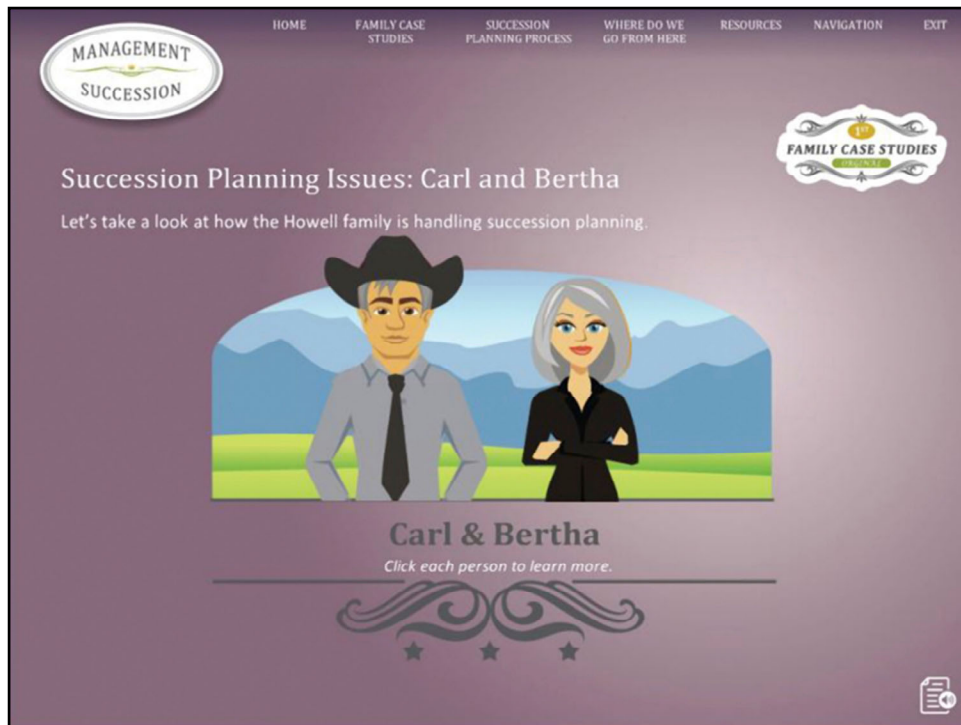 HOME
FAMILY CASE
STUDIES
SUCCESSION
PLANNING PROCESS
WHERE DO WE
GO FROM HERE
RESOURCES
NAVIGATION
EXIT
MANAGEMENT
SUCCESSION
1ST
FAMILY CASE STUDIES
ORIGINAL
Succession Planning Issues: Carl and Bertha
Let’s take a look at how the Howell family is handling succession planning.
Carl & Bertha
Click each person to learn more.